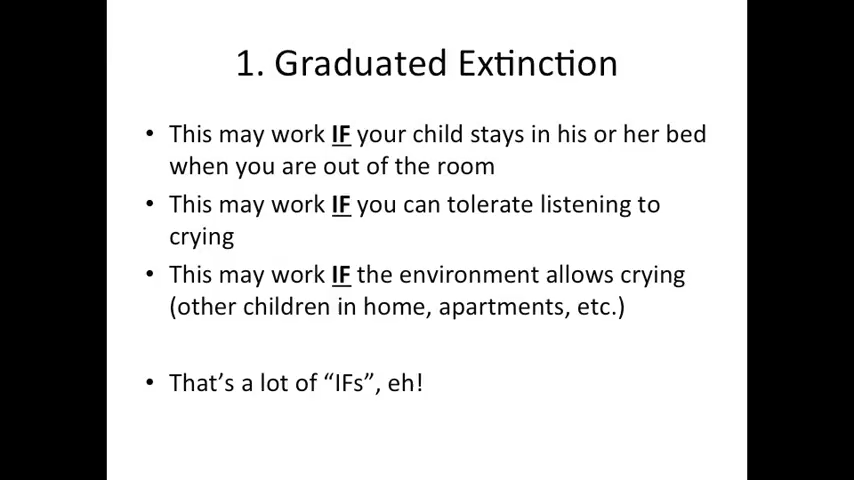 1. Graduated Extinction
• This may work IF your child stays in his or her bed
when you are out of the room
• This may work IF you can tolerate listening to
crying
• This may work IF the environment allows crying
(other children in home, apartments, etc.)
• That’s a lot of “IFs”, eh!